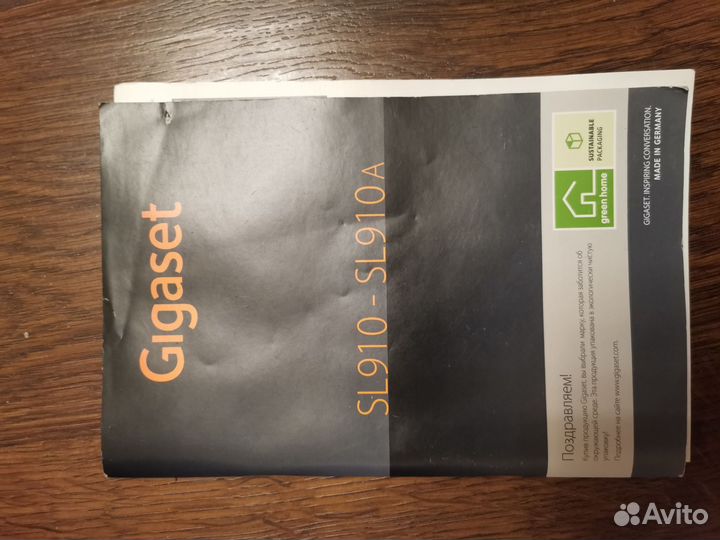 Gigaset
SL910 - SL910A
Поздравляем!
Купив продукцию Gigaset, вы выбрали марку, которая заботится об
окружающей среде. Эта продукция упакована в экологически чистую
упаковку!
Подробнее на сайте www.gigaset.com
green home
SUSTAINABLE
PACKAGING
GIGASET. INSPIRING CONVERSATION.
MADE IN GERMANY
Avito